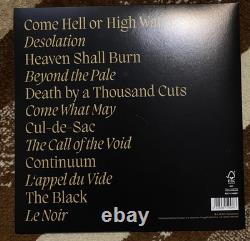 Come Hell or High Wa
Desolation
Heaven Shall Burn
Beyond the Pale
Death by a Thousand Cuts
Come What May
Cul-de-Sac
The Call of the Void
Continuum
L'appel du Vide
The Black
Le Noir
FSC